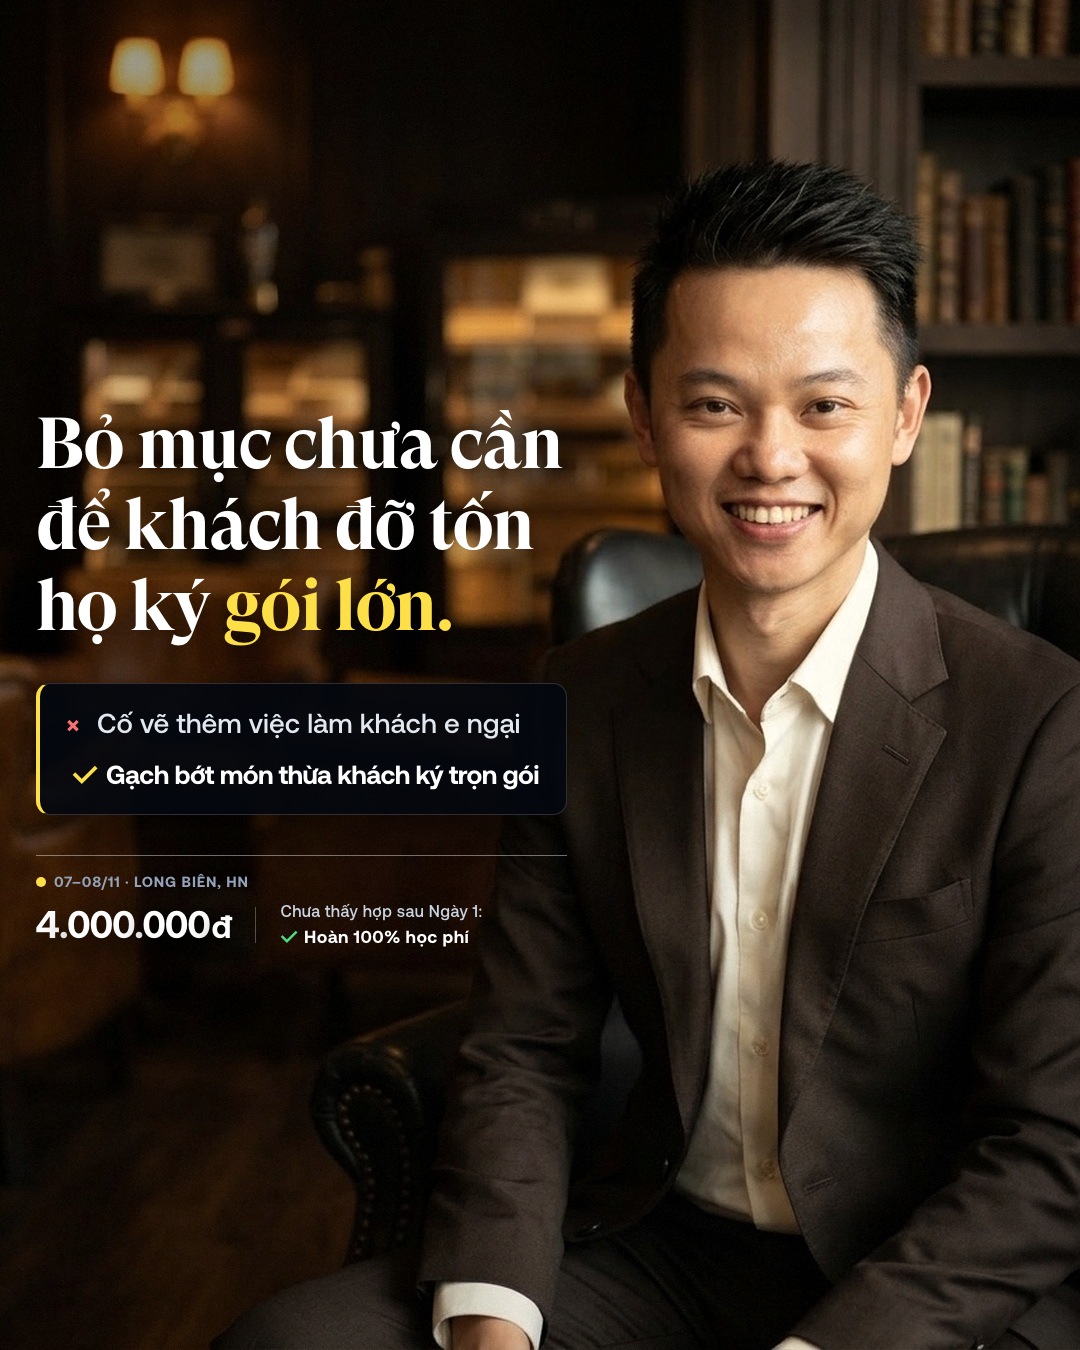 Bỏ mục chưa cần
để khách đỡ tốn
họ ký gói lớn.
× Cố vẽ thêm việc làm khách e ngại
✓ Gạch bớt món thừa khách ký trọn gói
07–08/11 · LONG BIÊN, HN
4.000.000đ
Chưa thấy hợp sau Ngày 1:
✓ Hoàn 100% học phí